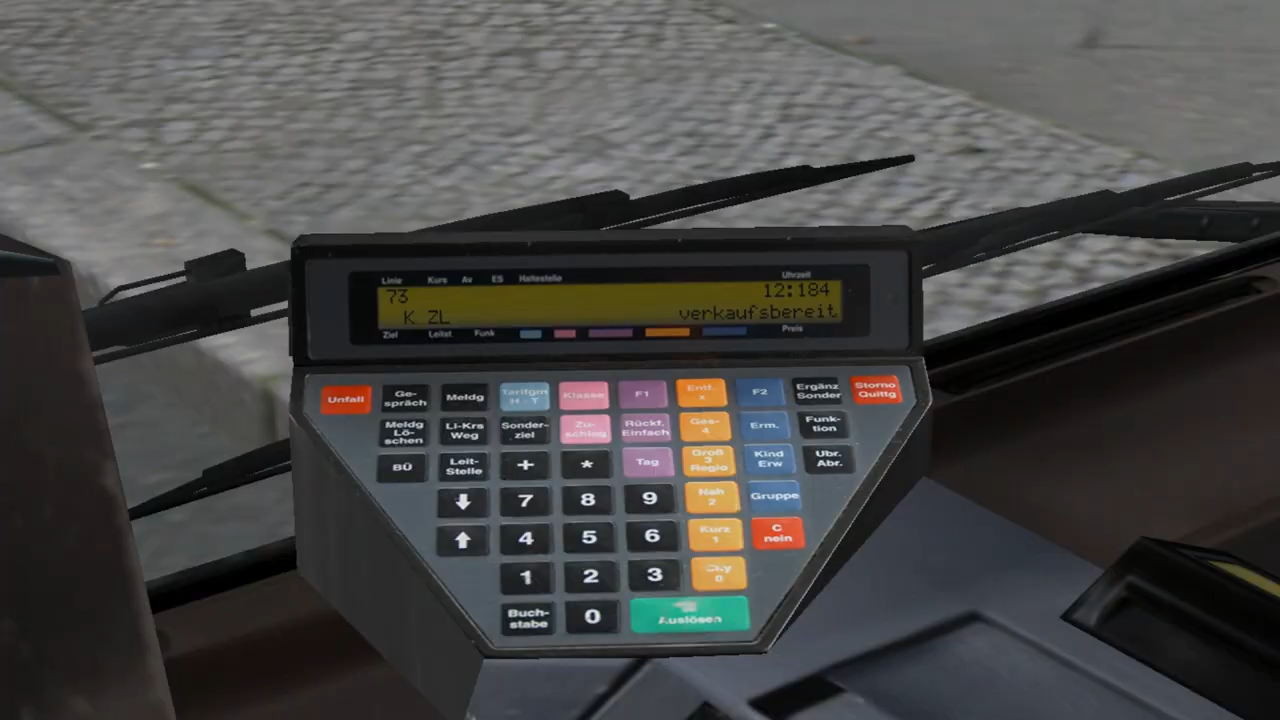 Linie Kurs Av ES Haltestelle Uhrzeit
73 12:184
K ZL verkaufsbereit
Ziel Leitst Funk Preis
Unfall Ge-spräch Meldg Tarifgm H - T Klasse F1 Entf. x F2 Ergänz Sonder Storno Quittg
Meldg Lö-schen Li-Krs Weg Sonder-ziel Zu-schlag Rückf. Einfach Ges- 4 Erm. Funk-tion
BÜ Leit-Stelle + * Tag Groß 3 Regio Kind Erw Ubr. Abr.
7 8 9 Nah 2 Gruppe
4 5 6 Kurz 1 C nein
1 2 3 City 0
Buch-stabe 0 Auslösen